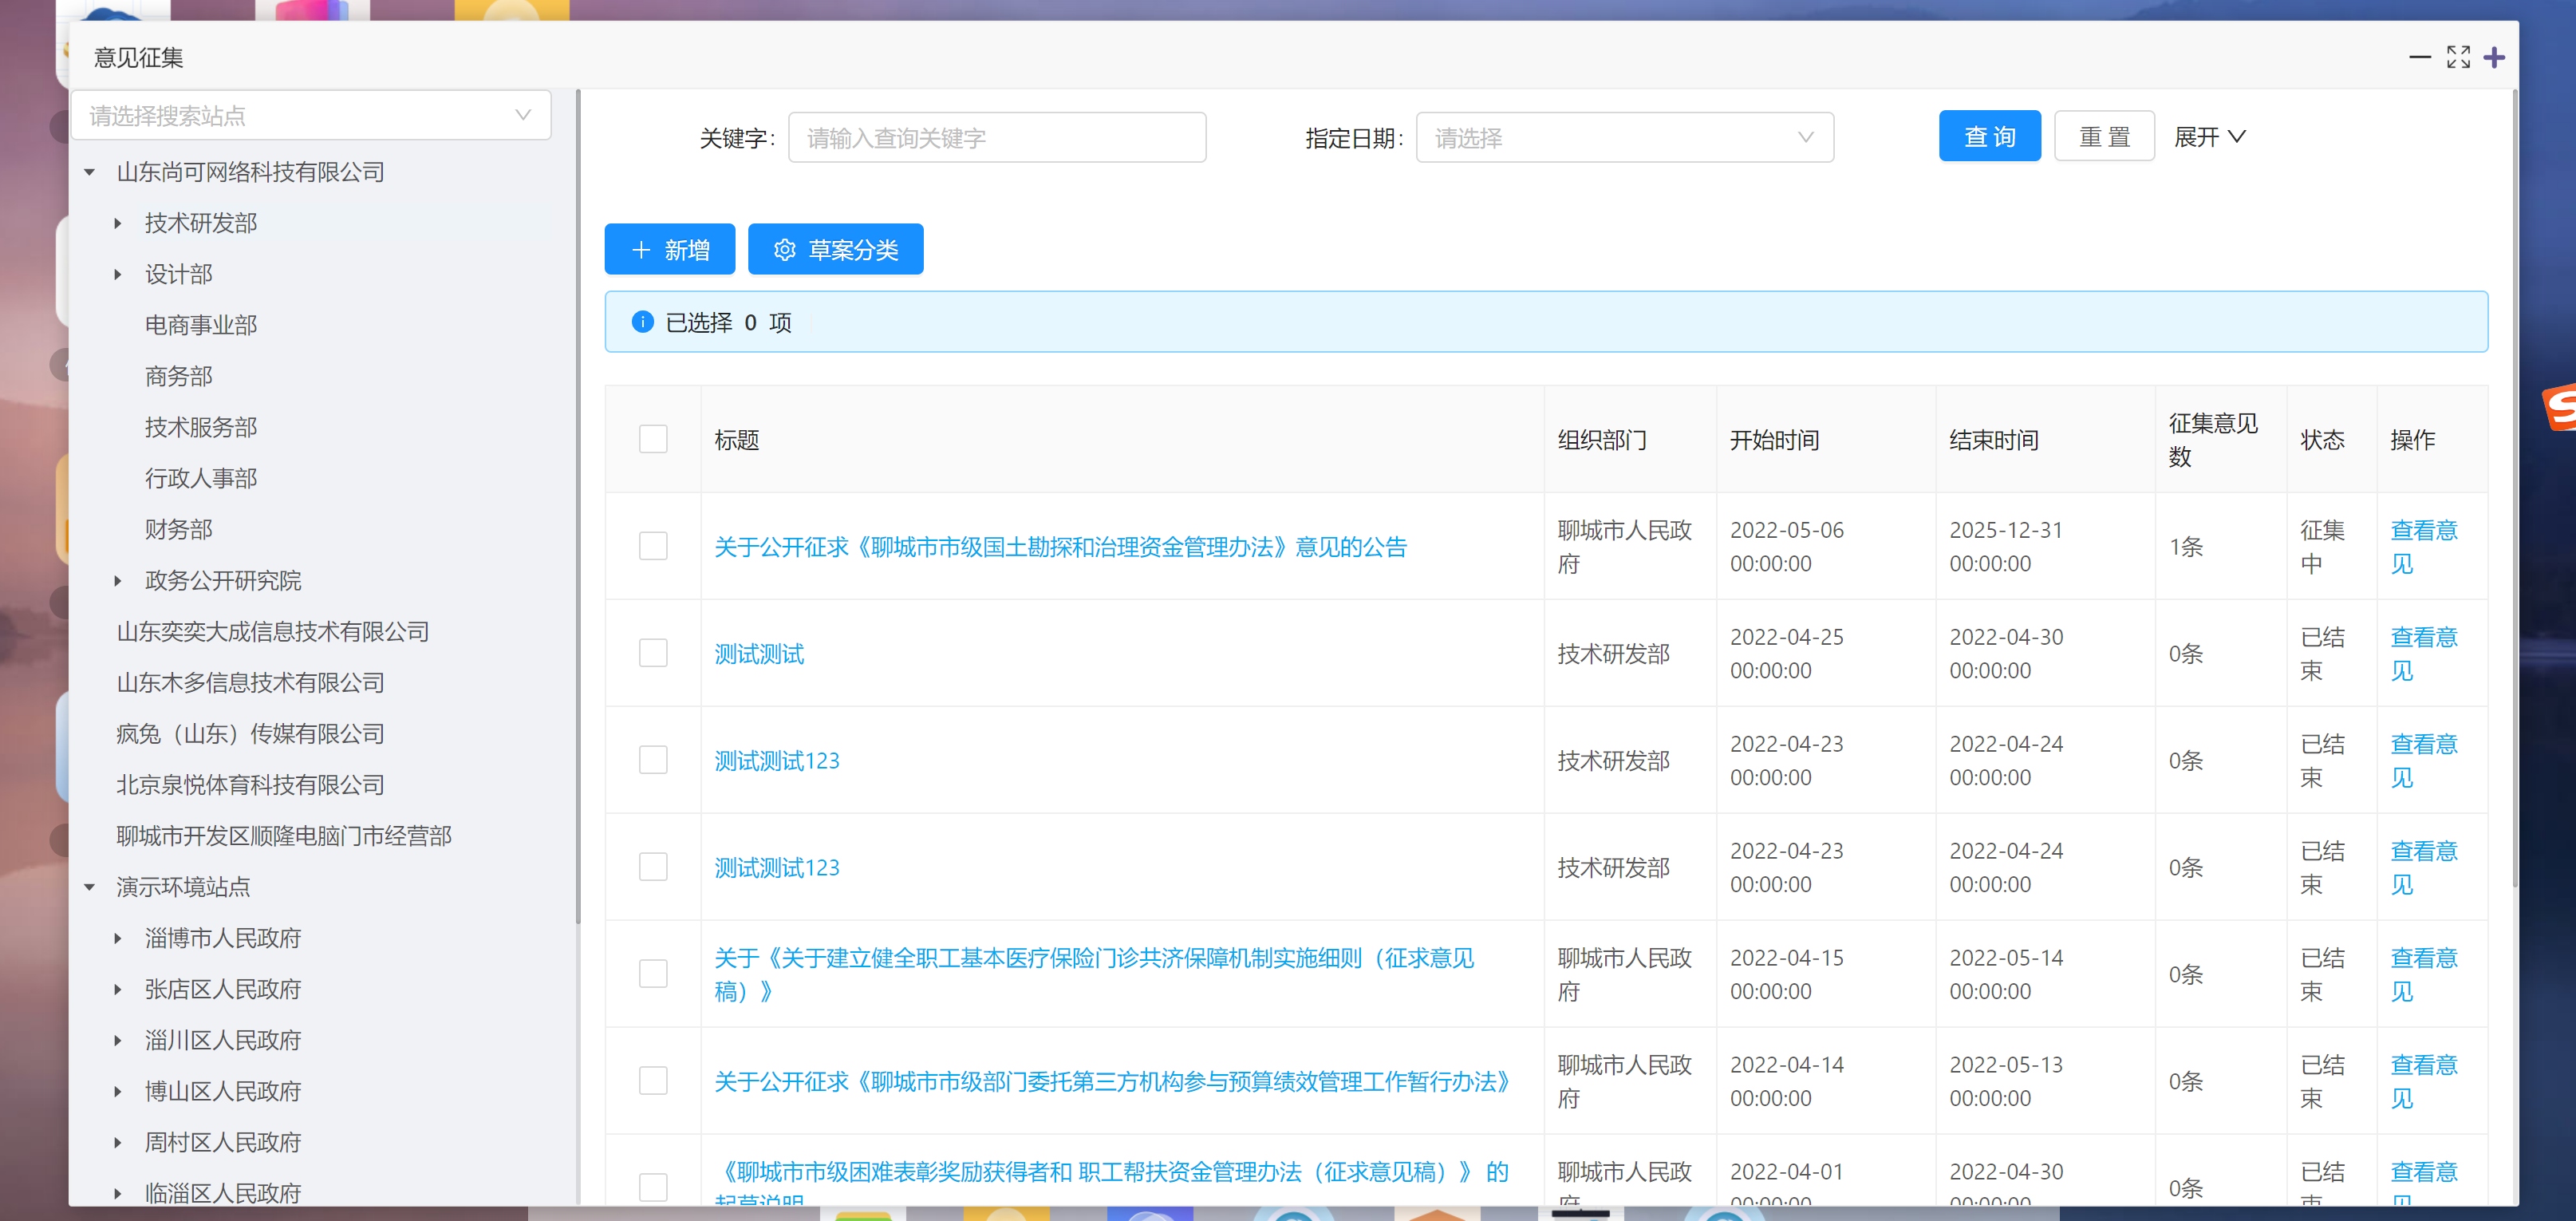 意见征集
请选择搜索站点
山东尚可网络科技有限公司
技术研发部
设计部
电商事业部
商务部
技术服务部
行政人事部
财务部
政务公开研究院
山东奕奕大成信息技术有限公司
山东木多信息技术有限公司
疯兔（山东）传媒有限公司
北京泉悦体育科技有限公司
聊城市开发区顺隆电脑门市经营部
演示环境站点
淄博市人民政府
张店区人民政府
淄川区人民政府
博山区人民政府
周村区人民政府
临淄区人民政府
关键字: 请输入查询关键字 指定日期: 请选择 查 询 重 置 展开
新增 草案分类
已选择 0 项
标题 组织部门 开始时间 结束时间 征集意见
数 状态 操作
关于公开征求《聊城市市级国土勘探和治理资金管理办法》意见的公告 聊城市人民政
府 2022-05-06
00:00:00 2025-12-31
00:00:00 1条 征集
中 查看意
见
测试测试 技术研发部 2022-04-25
00:00:00 2022-04-30
00:00:00 0条 已结
束 查看意
见
测试测试123 技术研发部 2022-04-23
00:00:00 2022-04-24
00:00:00 0条 已结
束 查看意
见
测试测试123 技术研发部 2022-04-23
00:00:00 2022-04-24
00:00:00 0条 已结
束 查看意
见
关于《关于建立健全职工基本医疗保险门诊共济保障机制实施细则（征求意见
稿）》 聊城市人民政
府 2022-04-15
00:00:00 2022-05-14
00:00:00 0条 已结
束 查看意
见
关于公开征求《聊城市市级部门委托第三方机构参与预算绩效管理工作暂行办法》 聊城市人民政
府 2022-04-14
00:00:00 2022-05-13
00:00:00 0条 已结
束 查看意
见
《聊城市市级困难表彰奖励获得者和 职工帮扶资金管理办法（征求意见稿）》 的
起草说明 聊城市人民政
府 2022-04-01
00:00:00 2022-04-30
00:00:00 0条 已结
束 查看意
见